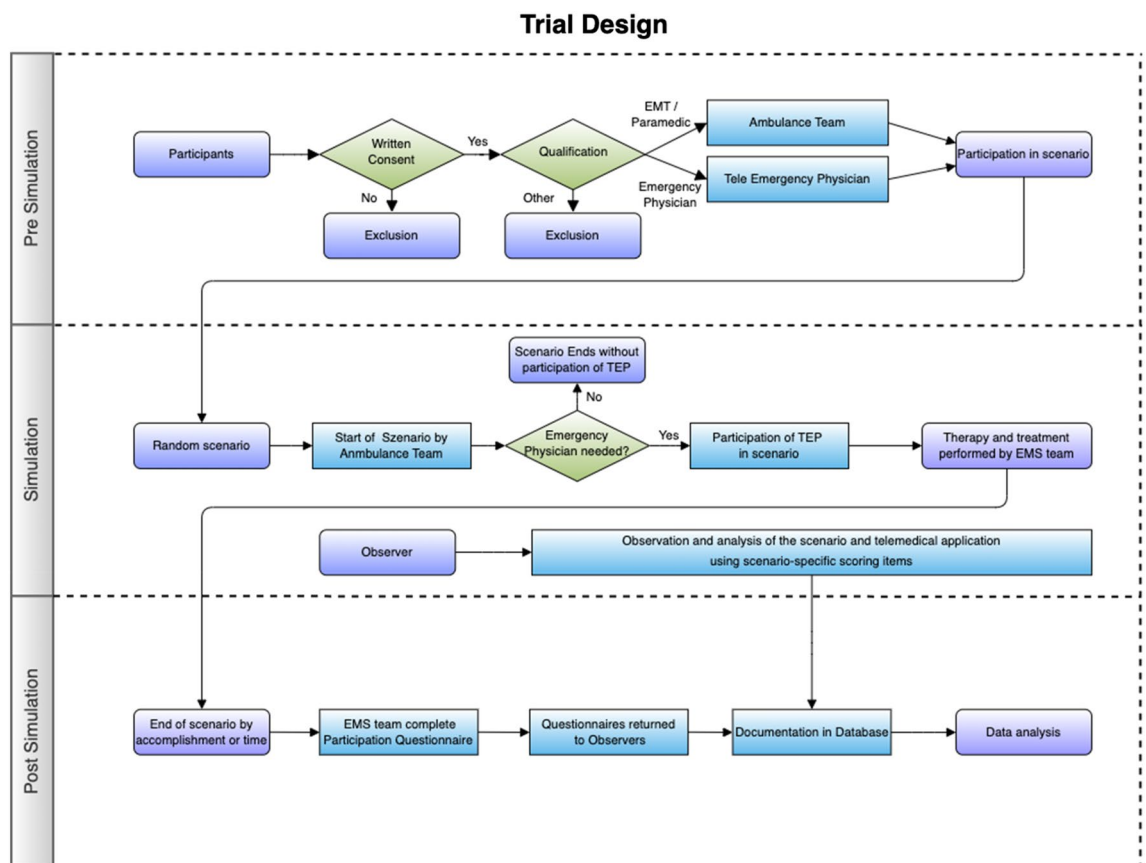 Trial Design
Pre Simulation
Participants
Written
Consent
Yes
No
Exclusion
Qualification
Other
Exclusion
EMT /
Paramedic
Emergency
Physician
Ambulance Team
Tele Emergency Physician
Participation in scenario
Simulation
Random scenario
Start of Szenario by
Anmbulance Team
Emergency
Physician needed?
No
Scenario Ends without
participation of TEP
Yes
Participation of TEP
in scenario
Therapy and treatment
performed by EMS team
Observer
Observation and analysis of the scenario and telemedical application
using scenario-specific scoring items
Post Simulation
End of scenario by
accomplishment or time
EMS team complete
Participation Questionnaire
Questionnaires returned
to Observers
Documentation in Database
Data analysis